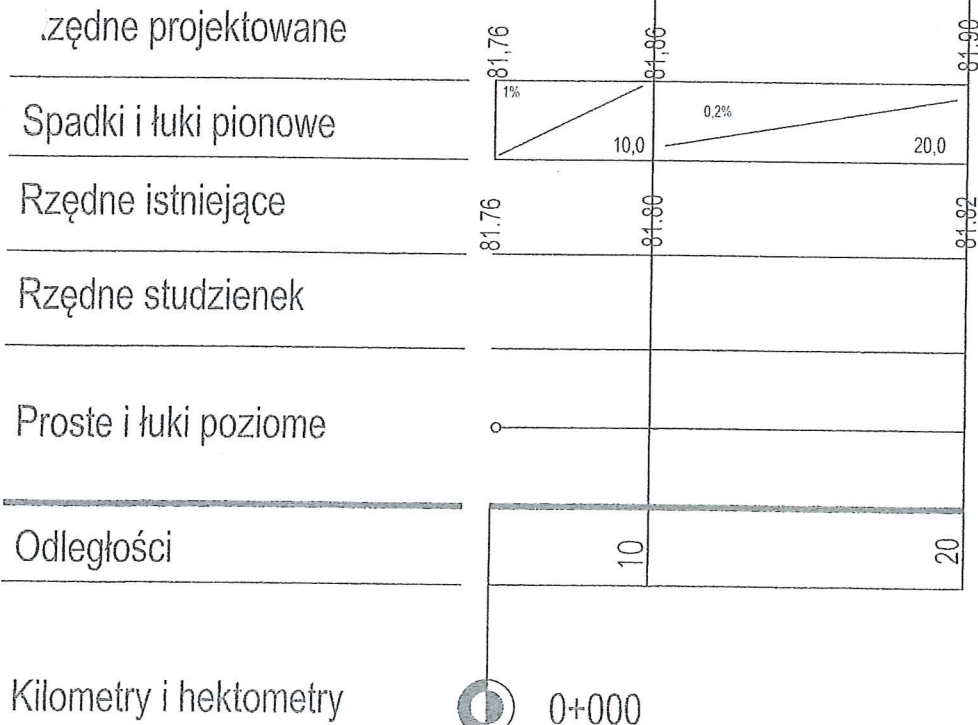 .zędne projektowane
81,76
81,86
81.90
Spadki i łuki pionowe
1%
10,0
0,2%
20,0
Rzędne istniejące
81.76
81.80
81.82
Rzędne studzienek
Proste i łuki poziome
Odległości
10
20
Kilometry i hektometry
0+000